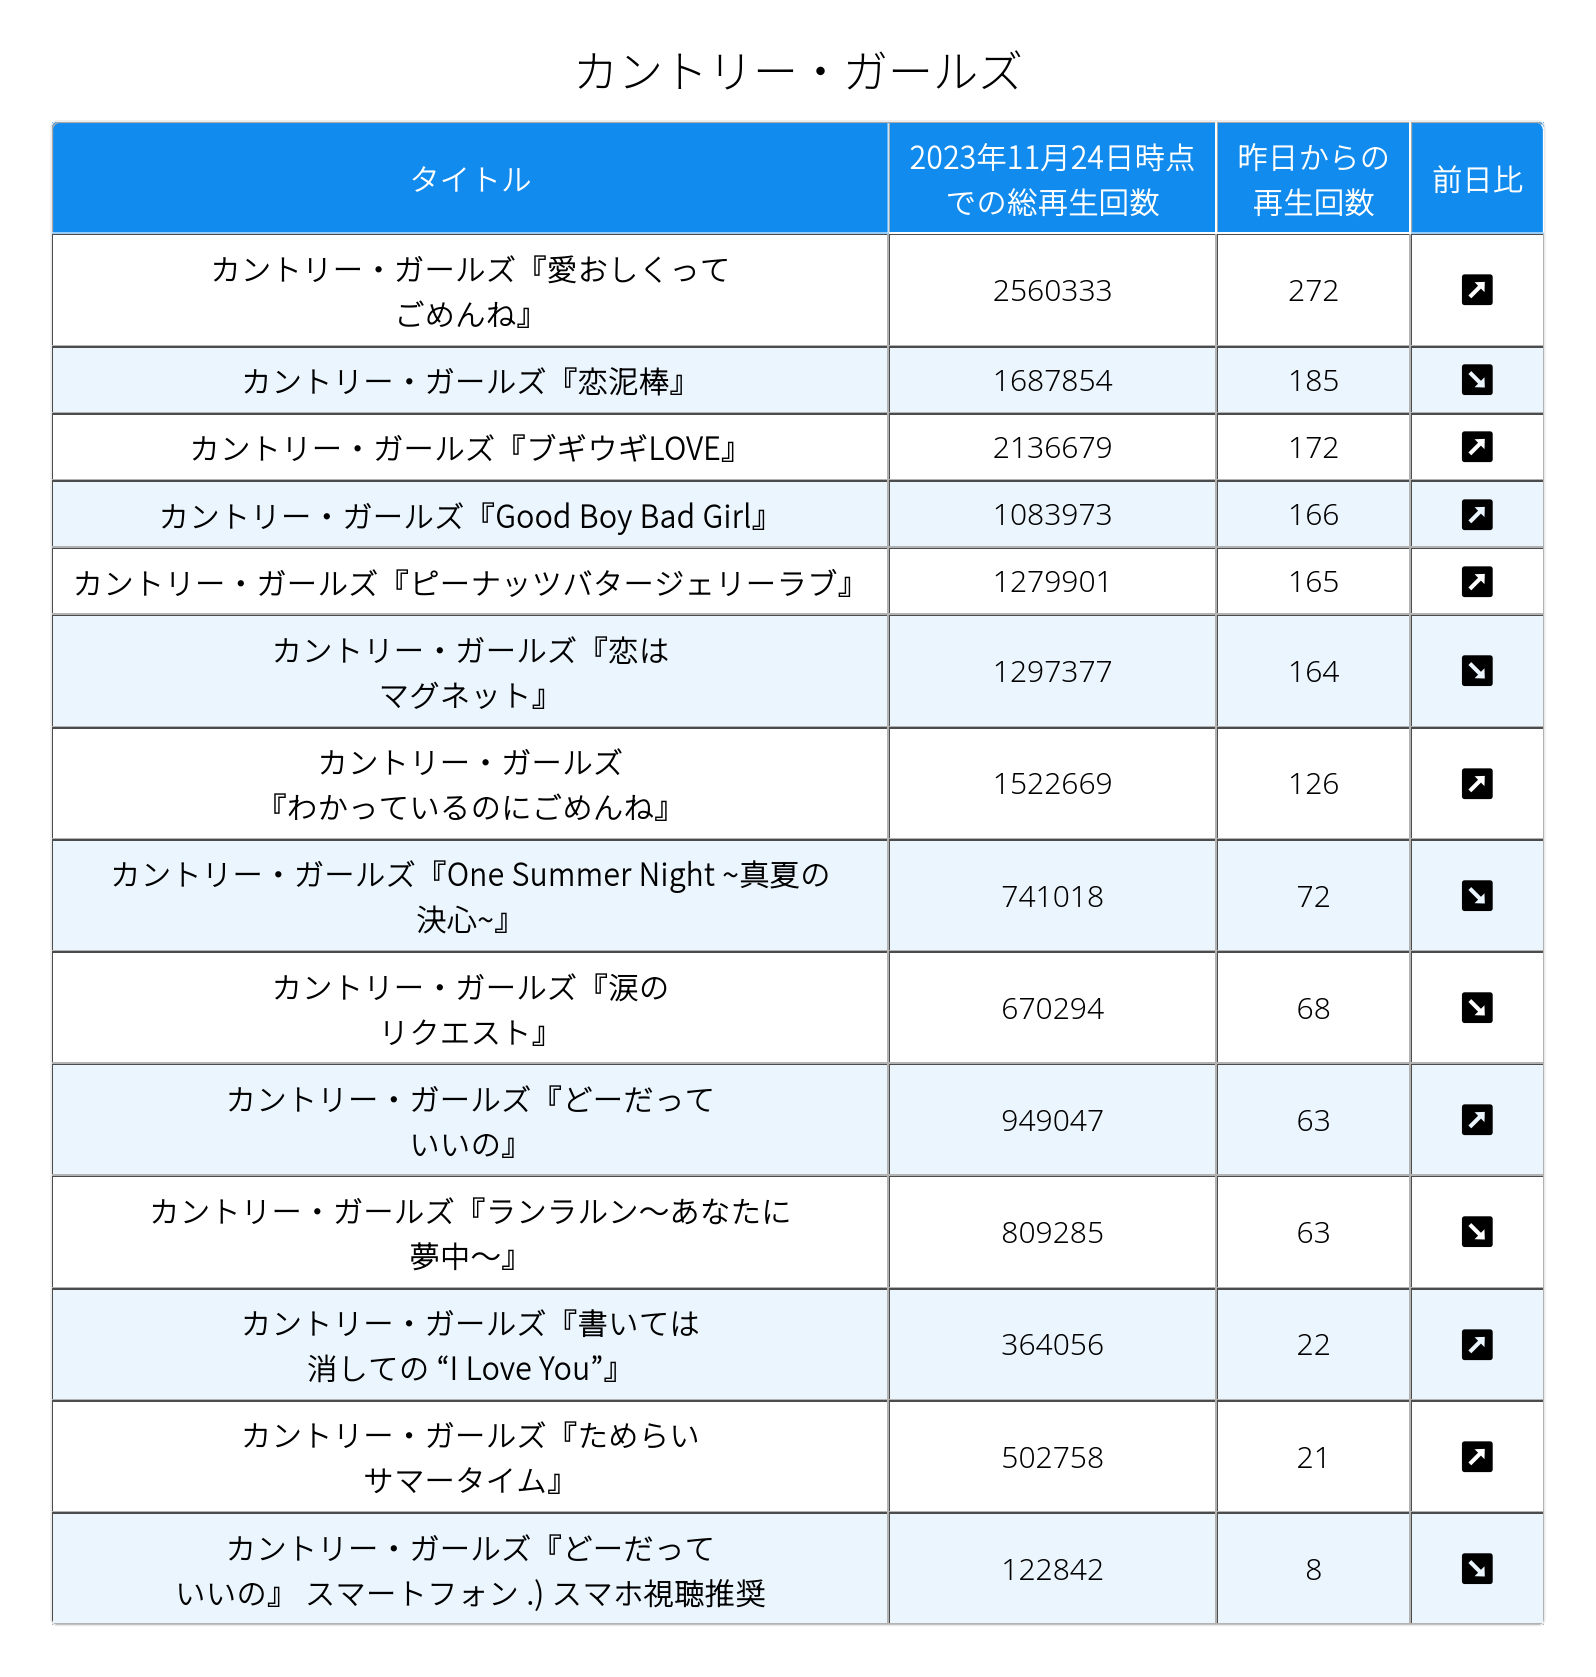 カントリー・ガールズ
タイトル
2023年11月24日時点
での総再生回数
昨日からの
再生回数
前日比
カントリー・ガールズ『愛おしくって
ごめんね』
2560333
272
カントリー・ガールズ『恋泥棒』
1687854
185
カントリー・ガールズ『ブギウギLOVE』
2136679
172
カントリー・ガールズ『Good Boy Bad Girl』
1083973
166
カントリー・ガールズ『ピーナッツバタージェリーラブ』
1279901
165
カントリー・ガールズ『恋は
マグネット』
1297377
164
カントリー・ガールズ
『わかっているのにごめんね』
1522669
126
カントリー・ガールズ『One Summer Night ~真夏の
決心~』
741018
72
カントリー・ガールズ『涙の
リクエスト』
670294
68
カントリー・ガールズ『どーだって
いいの』
949047
63
カントリー・ガールズ『ランラルン〜あなたに
夢中〜』
809285
63
カントリー・ガールズ『書いては
消しての “I Love You”』
364056
22
カントリー・ガールズ『ためらい
サマータイム』
502758
21
カントリー・ガールズ『どーだって
いいの』 スマートフォン .) スマホ視聴推奨
122842
8